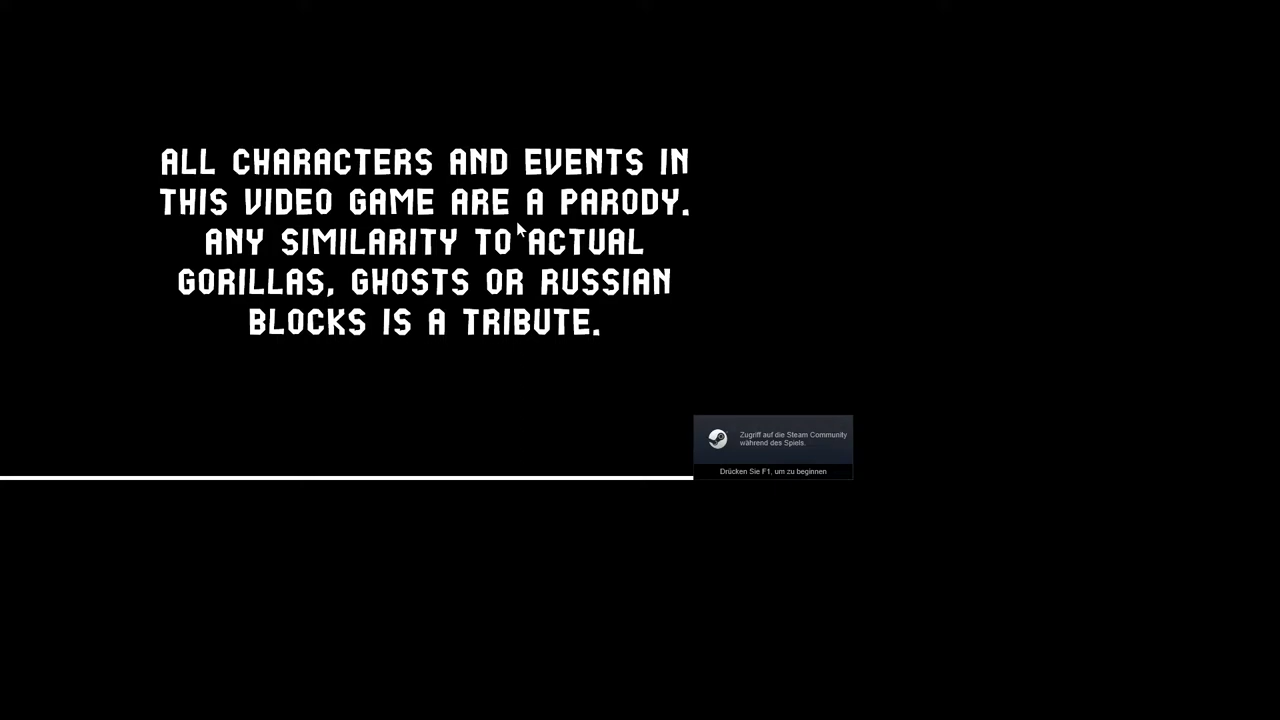 ALL CHARACTERS AND EVENTS IN
THIS VIDEO GAME ARE A PARODY.
ANY SIMILARITY TO ACTUAL
GORILLAS, GHOSTS OR RUSSIAN
BLOCKS IS A TRIBUTE.
Zugriff auf die Steam Community
während des Spiels.
Drücken Sie F1, um zu beginnen